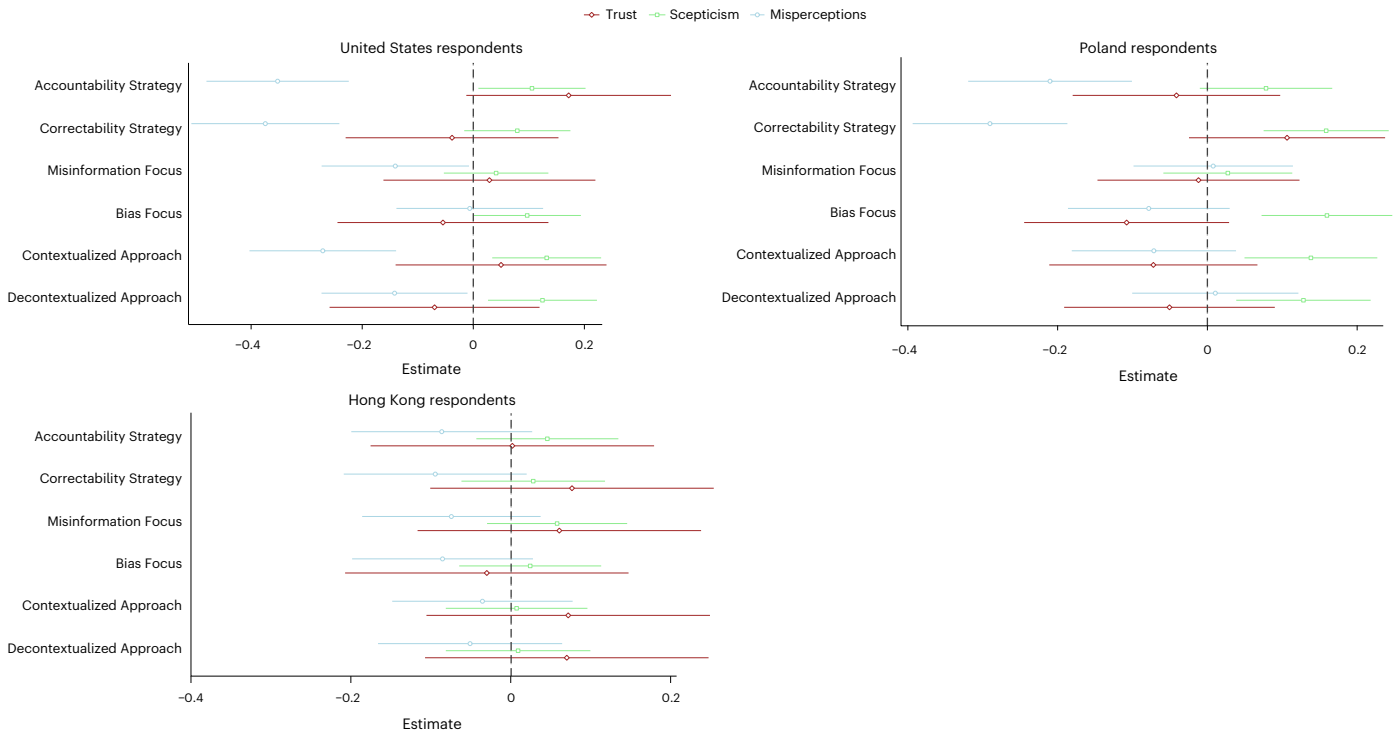 Trust Scepticism Misperceptions
United States respondents
Accountability Strategy
Correctability Strategy
Misinformation Focus
Bias Focus
Contextualized Approach
Decontextualized Approach
−0.4 −0.2 0 0.2
Estimate
Poland respondents
Accountability Strategy
Correctability Strategy
Misinformation Focus
Bias Focus
Contextualized Approach
Decontextualized Approach
−0.4 −0.2 0 0.2
Estimate
Hong Kong respondents
Accountability Strategy
Correctability Strategy
Misinformation Focus
Bias Focus
Contextualized Approach
Decontextualized Approach
−0.4 −0.2 0 0.2
Estimate